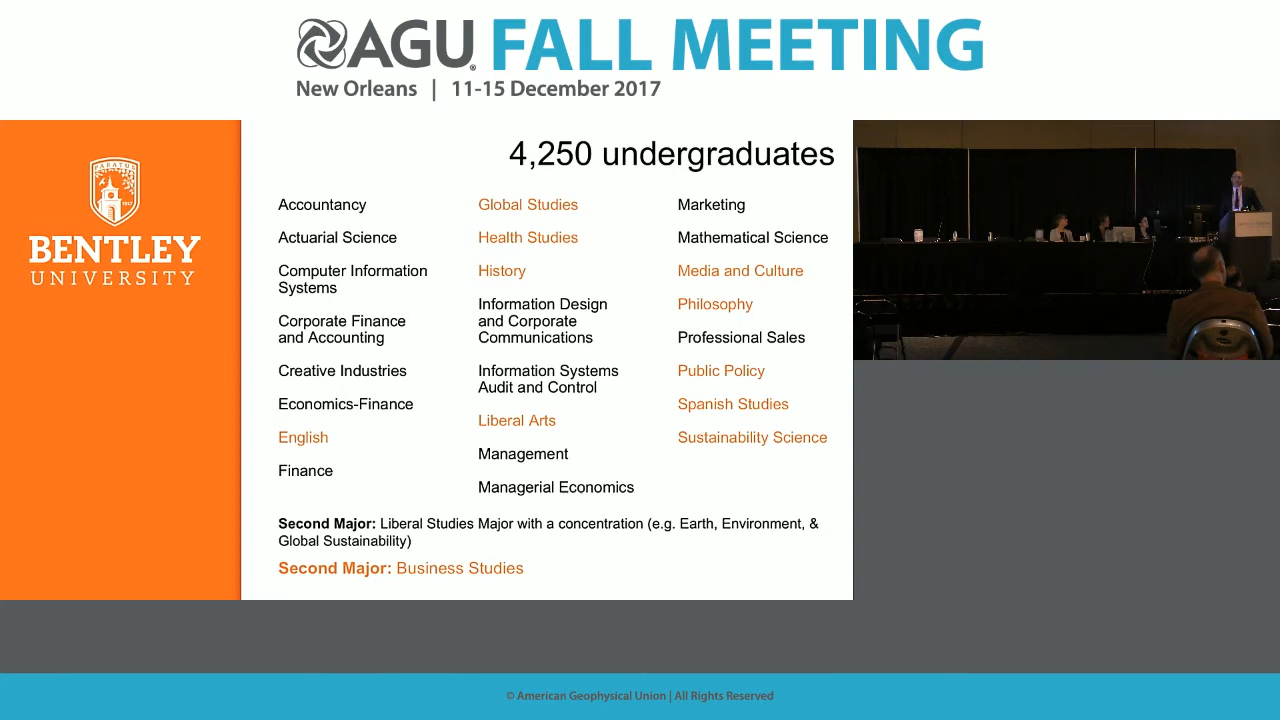 AGU FALL MEETING
New Orleans | 11-15 December 2017
BENTLEY
UNIVERSITY
4,250 undergraduates
Accountancy
Actuarial Science
Computer Information
Systems
Corporate Finance
and Accounting
Creative Industries
Economics-Finance
English
Finance
Global Studies
Health Studies
History
Information Design
and Corporate
Communications
Information Systems
Audit and Control
Liberal Arts
Management
Managerial Economics
Marketing
Mathematical Science
Media and Culture
Philosophy
Professional Sales
Public Policy
Spanish Studies
Sustainability Science
Second Major: Liberal Studies Major with a concentration (e.g. Earth, Environment, &
Global Sustainability)
Second Major: Business Studies
© American Geophysical Union | All Rights Reserved